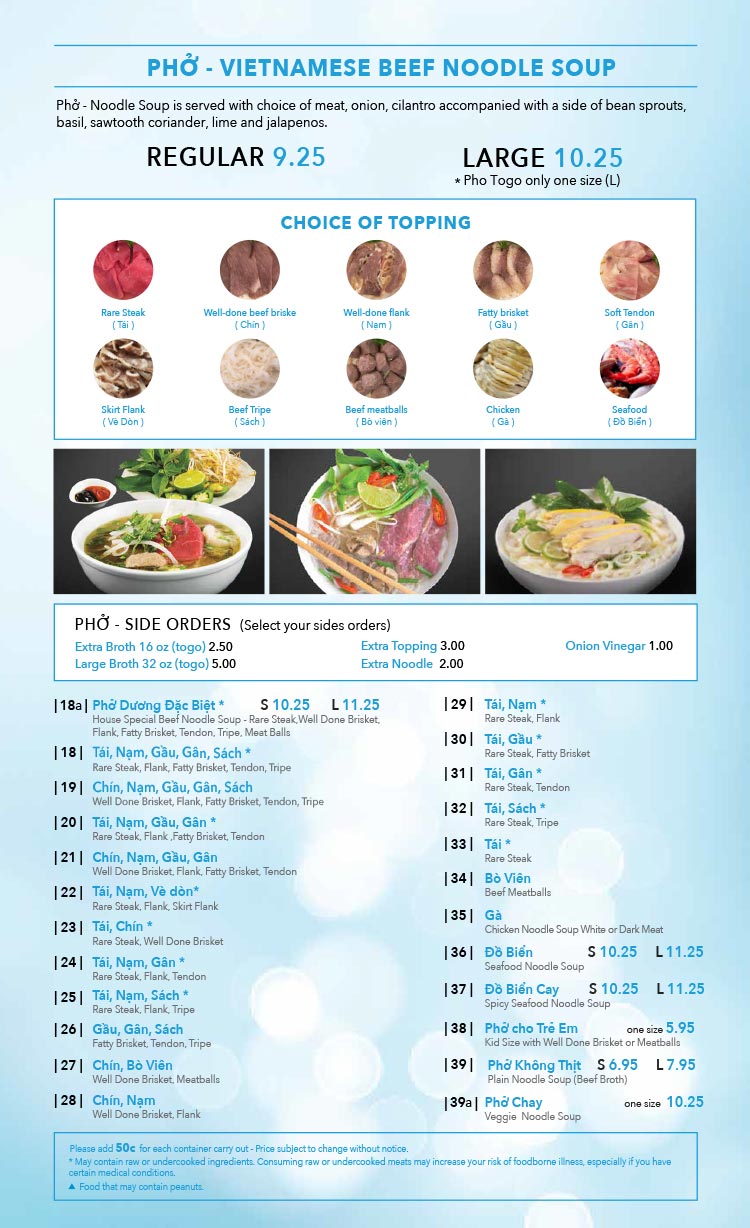 PHỞ - VIETNAMESE BEEF NOODLE SOUP
Phở - Noodle Soup is served with choice of meat, onion, cilantro accompanied with a side of bean sprouts,
basil, sawtooth coriander, lime and jalapenos.
REGULAR 9.25
LARGE 10.25
* Pho Togo only one size (L)
CHOICE OF TOPPING
Rare Steak
( Tái )
Well-done beef briske
( Chín )
Well-done flank
( Nạm )
Fatty brisket
( Gầu )
Soft Tendon
( Gân )
Skirt Flank
( Vè Dòn )
Beef Tripe
( Sách )
Beef meatballs
( Bò viên )
Chicken
( Gà )
Seafood
( Đồ Biển )
PHỞ - SIDE ORDERS (Select your sides orders)
Extra Broth 16 oz (togo) 2.50
Large Broth 32 oz (togo) 5.00
Extra Topping 3.00
Extra Noodle 2.00
Onion Vinegar 1.00
|18a| Phở Dương Đặc Biệt * S 10.25 L 11.25
House Special Beef Noodle Soup - Rare Steak,Well Done Brisket,
Flank, Fatty Brisket, Tendon, Tripe, Meat Balls
|18| Tái, Nạm, Gầu, Gân, Sách *
Rare Steak, Flank, Fatty Brisket, Tendon, Tripe
|19| Chín, Nạm, Gầu, Gân, Sách
Well Done Brisket, Flank, Fatty Brisket, Tendon, Tripe
|20| Tái, Nạm, Gầu, Gân *
Rare Steak, Flank ,Fatty Brisket, Tendon
|21| Chín, Nạm, Gầu, Gân
Well Done Brisket, Flank, Fatty Brisket, Tendon
|22| Tái, Nạm, Vè dòn*
Rare Steak, Flank, Skirt Flank
|23| Tái, Chín *
Rare Steak, Well Done Brisket
|24| Tái, Nạm, Gân *
Rare Steak, Flank, Tendon
|25| Tái, Nạm, Sách *
Rare Steak, Flank, Tripe
|26| Gầu, Gân, Sách
Fatty Brisket, Tendon, Tripe
|27| Chín, Bò Viên
Well Done Brisket, Meatballs
|28| Chín, Nạm
Well Done Brisket, Flank
|29| Tái, Nạm *
Rare Steak, Flank
|30| Tái, Gầu *
Rare Steak, Fatty Brisket
|31| Tái, Gân *
Rare Steak, Tendon
|32| Tái, Sách *
Rare Steak, Tripe
|33| Tái *
Rare Steak
|34| Bò Viên
Beef Meatballs
|35| Gà
Chicken Noodle Soup White or Dark Meat
|36| Đồ Biển S 10.25 L 11.25
Seafood Noodle Soup
|37| Đồ Biển Cay S 10.25 L 11.25
Spicy Seafood Noodle Soup
|38| Phở cho Trẻ Em one size 5.95
Kid Size with Well Done Brisket or Meatballs
|39| Phở Không Thịt S 6.95 L 7.95
Plain Noodle Soup (Beef Broth)
|39a| Phở Chay one size 10.25
Veggie Noodle Soup
Please add 50c for each container carry out - Price subject to change without notice.
* May contain raw or undercooked ingredients. Consuming raw or undercooked meats may increase your risk of foodborne illness, especially if you have
certain medical conditions.
▲ Food that may contain peanuts.